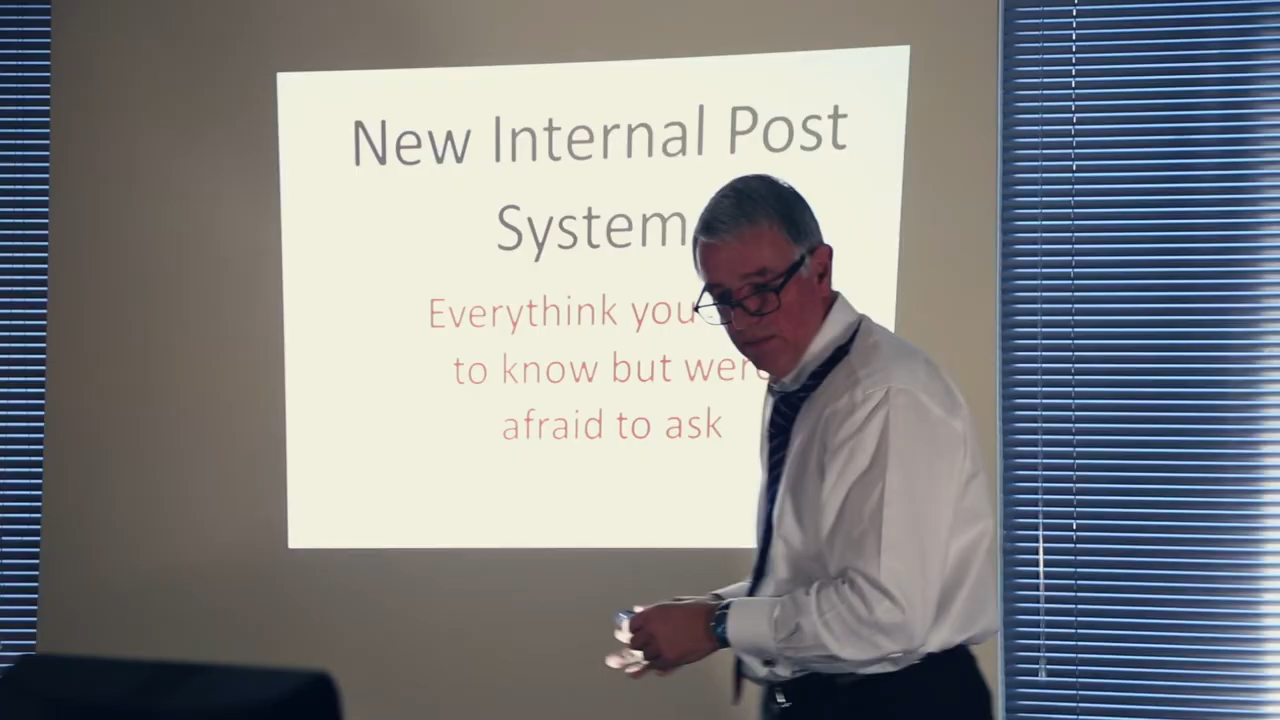 New Internal Post
System
Everythink you
to know but were
afraid to ask